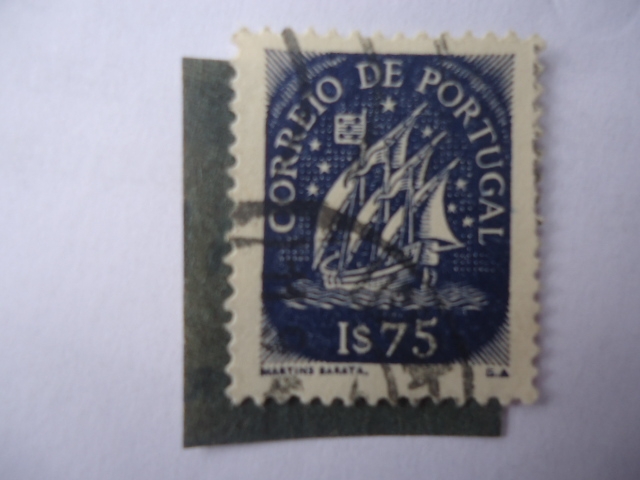 CORREIO DE PORTUGAL
1$75
MARTINS BARATA.
G.A